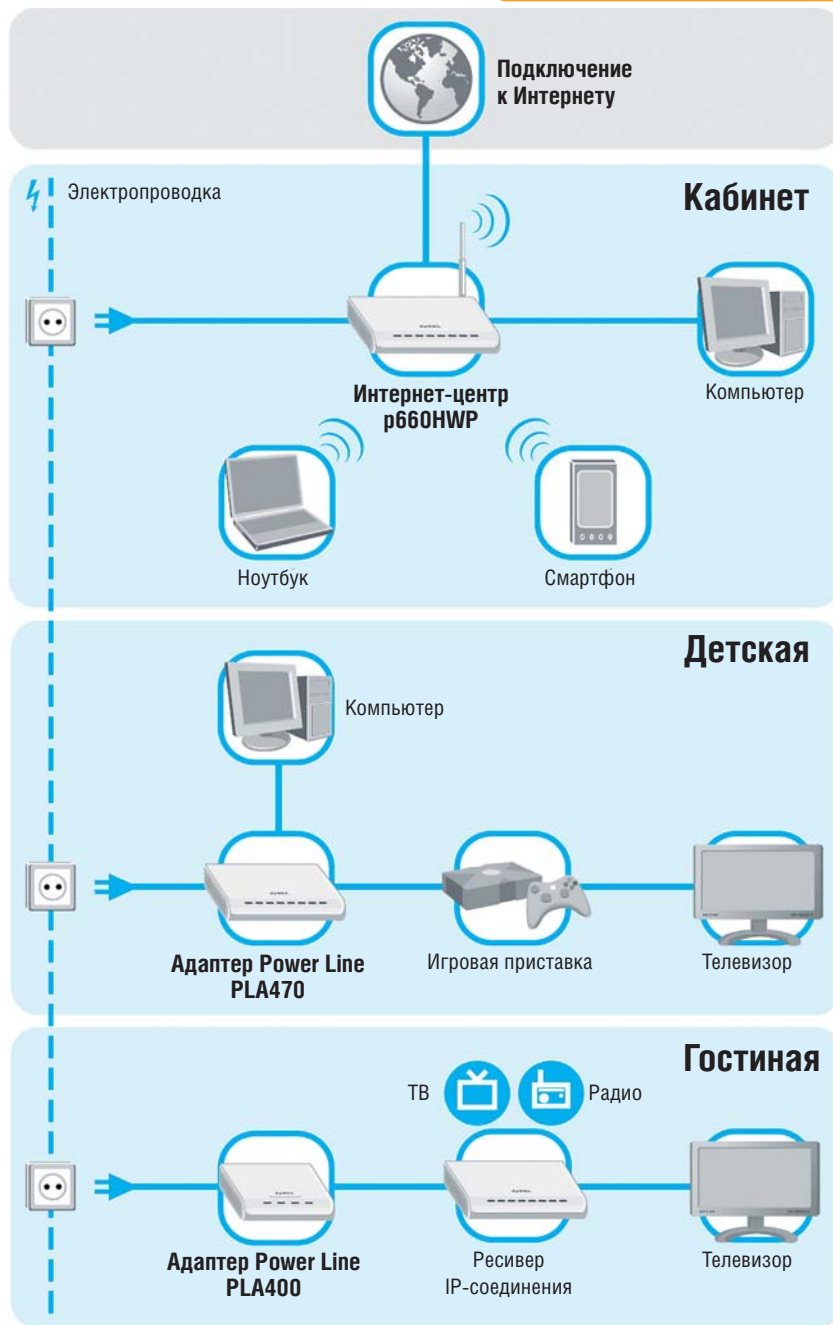 Подключение
к Интернету
Электропроводка
Кабинет
Интернет-центр
p660HWP
Компьютер
Ноутбук
Смартфон
Детская
Компьютер
Адаптер Power Line
PLA470
Игровая приставка
Телевизор
Гостиная
ТВ
Радио
Адаптер Power Line
PLA400
Ресивер
IP-соединения
Телевизор